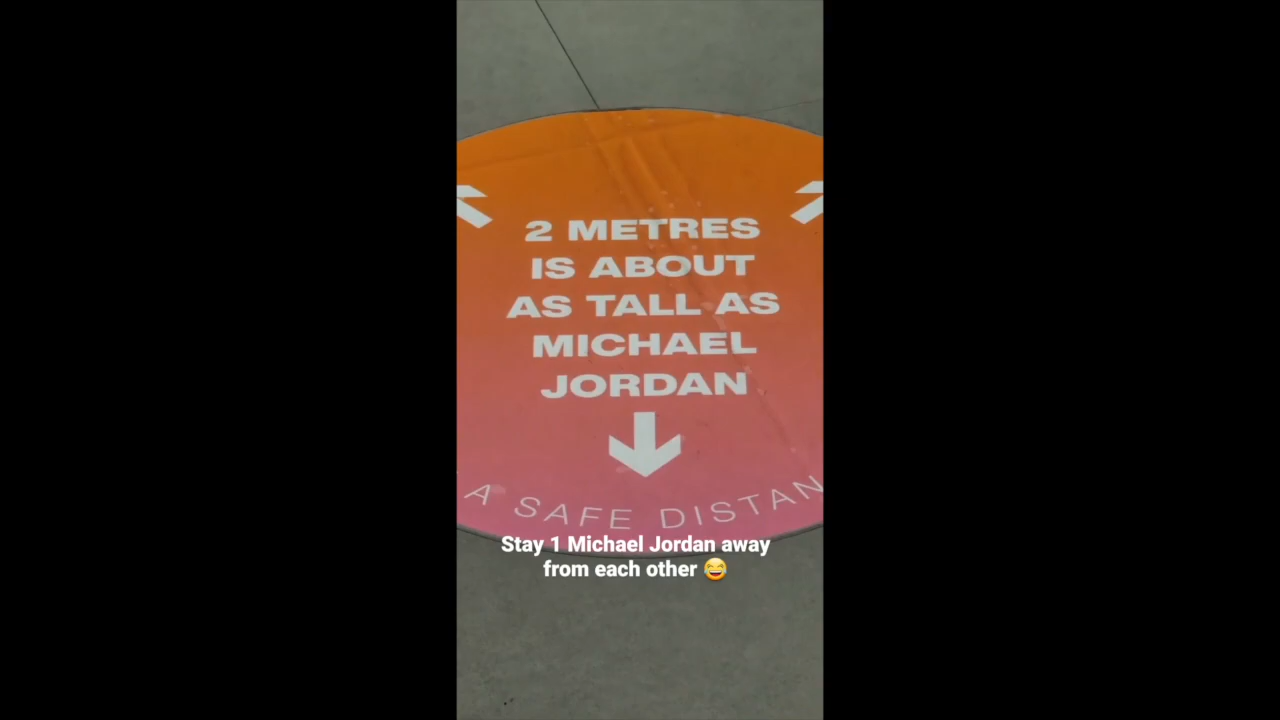 2 METRES
IS ABOUT
AS TALL AS
MICHAEL
JORDAN
A SAFE DISTAN
Stay 1 Michael Jordan away
from each other 😂